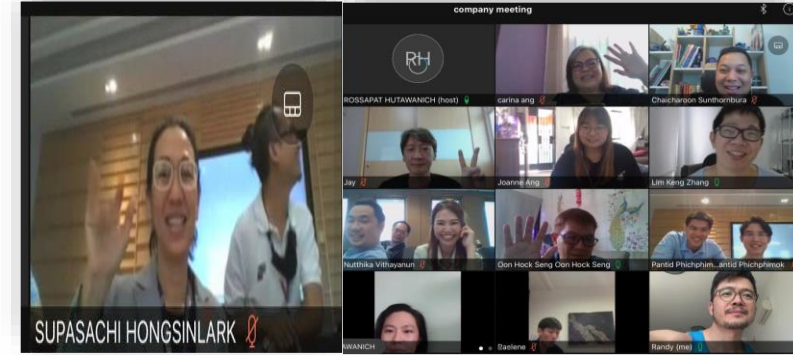 SUPASACHI HONGSINLARK
company meeting
RH
ROSSAPAT HUTAWANICH (host)
carina ang
Chaicharoon Sunthornbura
Jay
Joanne Ang
Lim Keng Zhang
Nutthika Vithayanun
Oon Hock Seng Oon Hock Seng
Pantid Phichphim...antid Phichphimok
AWANICH
Saelene
Randy (me)